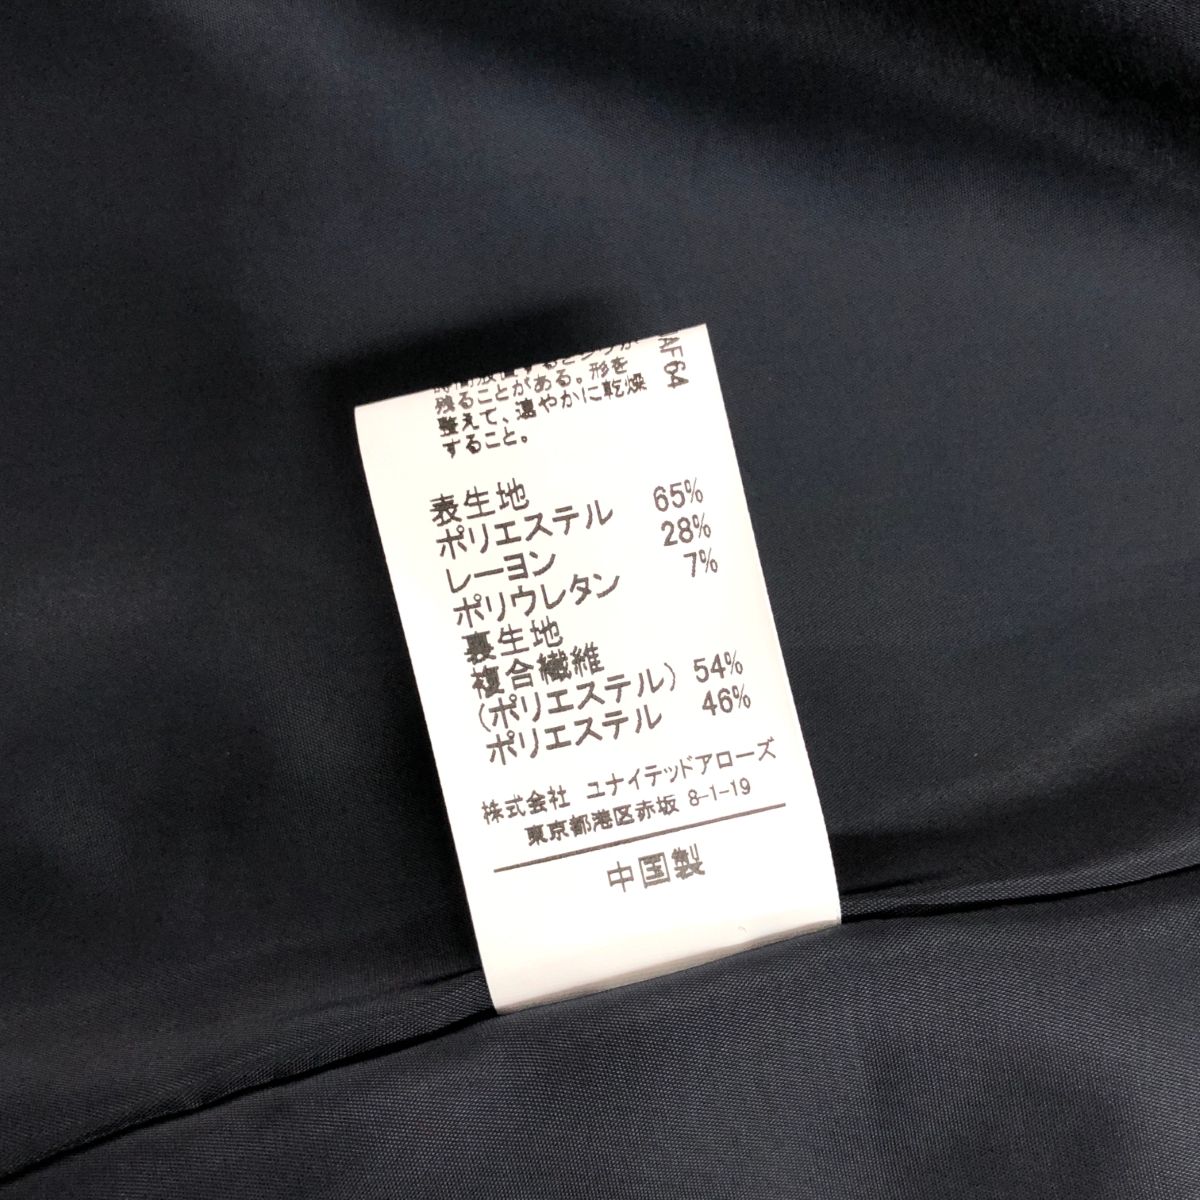 残ることがある。形を
整えて、速やかに乾燥
すること。
AF64
表生地
ポリエステル 65%
レーヨン 28%
ポリウレタン 7%
裏生地
複合繊維
(ポリエステル) 54%
ポリエステル 46%
株式会社 ユナイテッドアローズ
東京都港区赤坂 8-1-19
中国製